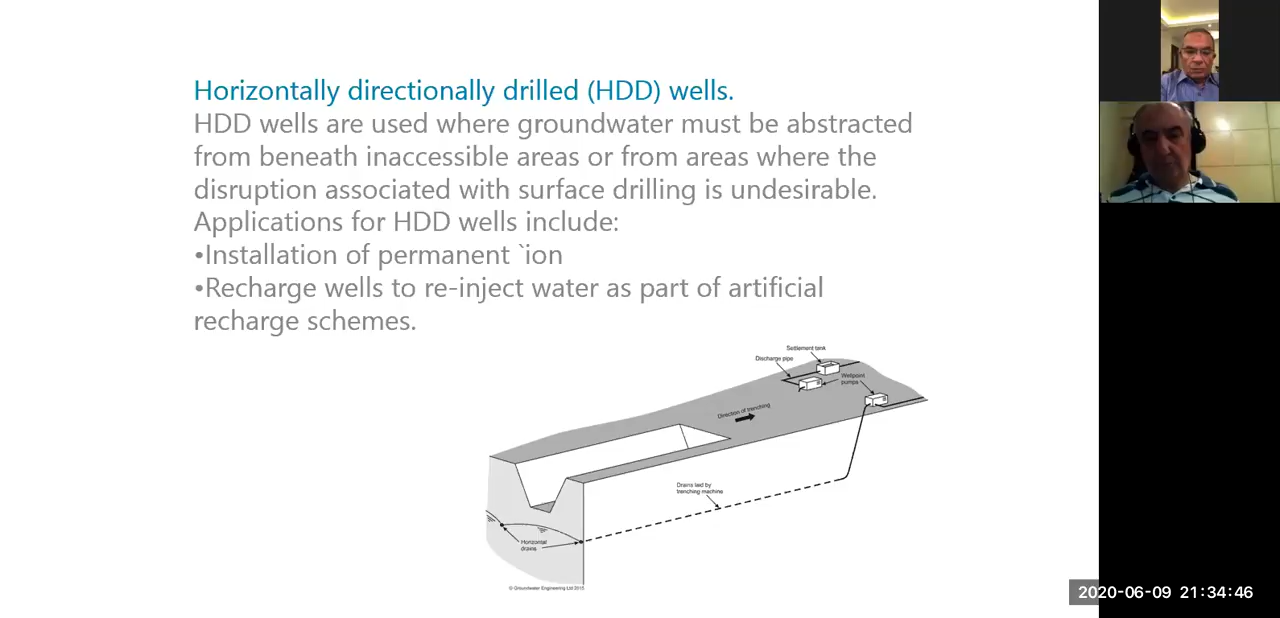 Horizontally directionally drilled (HDD) wells.
HDD wells are used where groundwater must be abstracted
from beneath inaccessible areas or from areas where the
disruption associated with surface drilling is undesirable.
Applications for HDD wells include:
•Installation of permanent `ion
•Recharge wells to re-inject water as part of artificial
recharge schemes.
Settlement tank
Discharge pipe
Wellpoint
pumps
Direction of trenching
Drains laid by
trenching machine
Horizontal
drains
© Groundwater Engineering Ltd 2015
2020-06-09 21:34:46